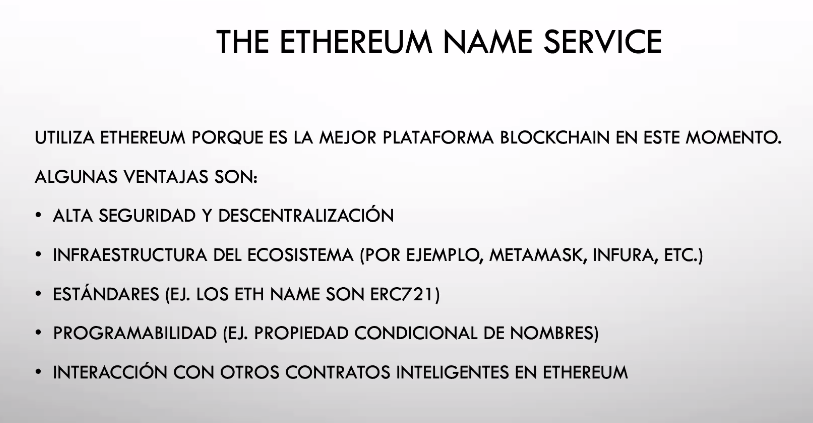 THE ETHEREUM NAME SERVICE
UTILIZA ETHEREUM PORQUE ES LA MEJOR PLATAFORMA BLOCKCHAIN EN ESTE MOMENTO.
ALGUNAS VENTAJAS SON:
• ALTA SEGURIDAD Y DESCENTRALIZACIÓN
• INFRAESTRUCTURA DEL ECOSISTEMA (POR EJEMPLO, METAMASK, INFURA, ETC.)
• ESTÁNDARES (EJ. LOS ETH NAME SON ERC721)
• PROGRAMABILIDAD (EJ. PROPIEDAD CONDICIONAL DE NOMBRES)
• INTERACCIÓN CON OTROS CONTRATOS INTELIGENTES EN ETHEREUM